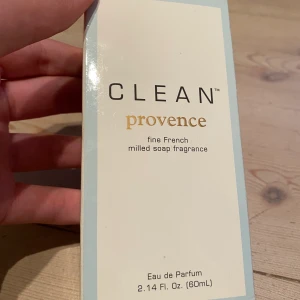 CLEAN™
provence
fine French
milled soap fragrance
Eau de Parfum
2.14 Fl. Oz. (60mL)